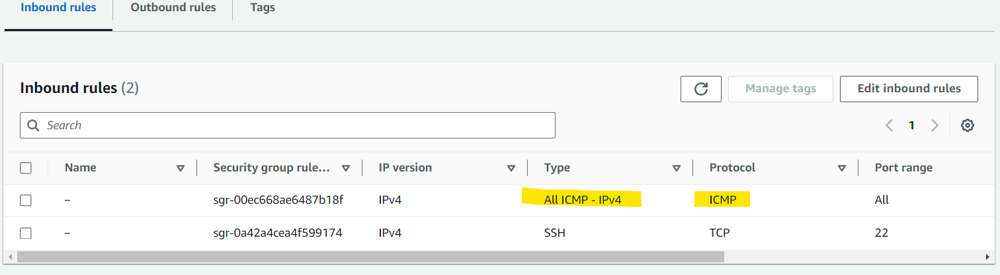 Inbound rules Outbound rules Tags
Inbound rules (2) Manage tags Edit inbound rules
Search 1
Name Security group rule... IP version Type Protocol Port range
– sgr-00ec668ae6487b18f IPv4 All ICMP - IPv4 ICMP All
– sgr-0a42a4cea4f599174 IPv4 SSH TCP 22